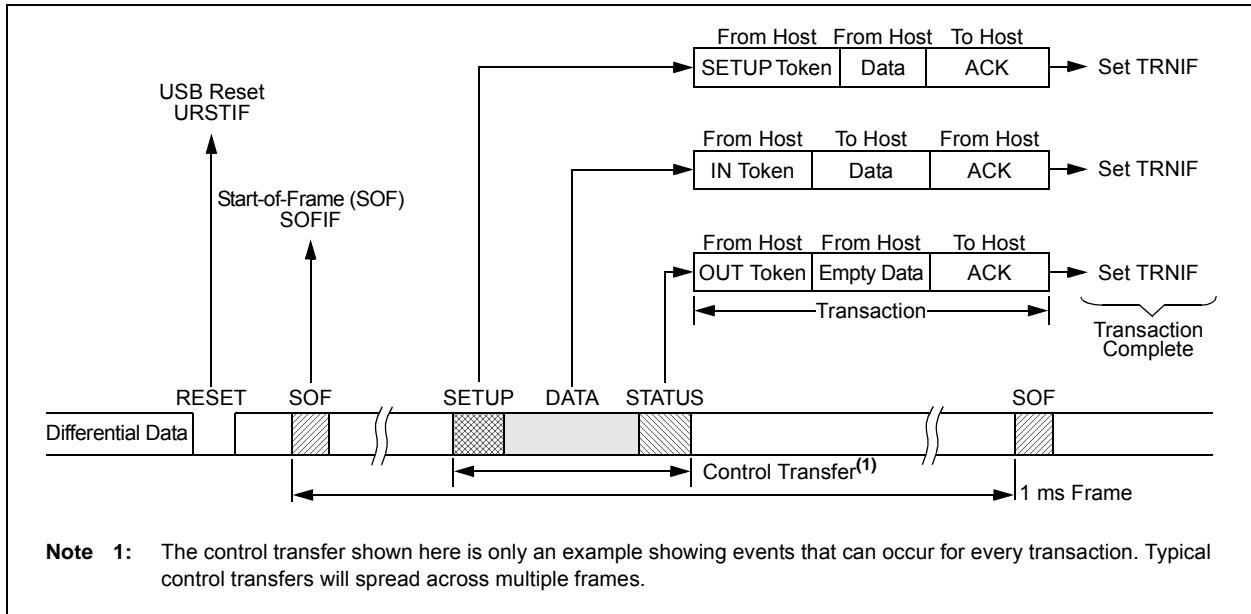 From Host From Host To Host
SETUP Token Data ACK Set TRNIF
USB Reset
URSTIF
From Host To Host From Host
IN Token Data ACK Set TRNIF
Start-of-Frame (SOF)
SOFIF
From Host From Host To Host
OUT Token Empty Data ACK Set TRNIF
Transaction
Transaction
Complete
RESET SOF SETUP DATA STATUS SOF
Differential Data
Control Transfer(1)
1 ms Frame
Note 1: The control transfer shown here is only an example showing events that can occur for every transaction. Typical
control transfers will spread across multiple frames.